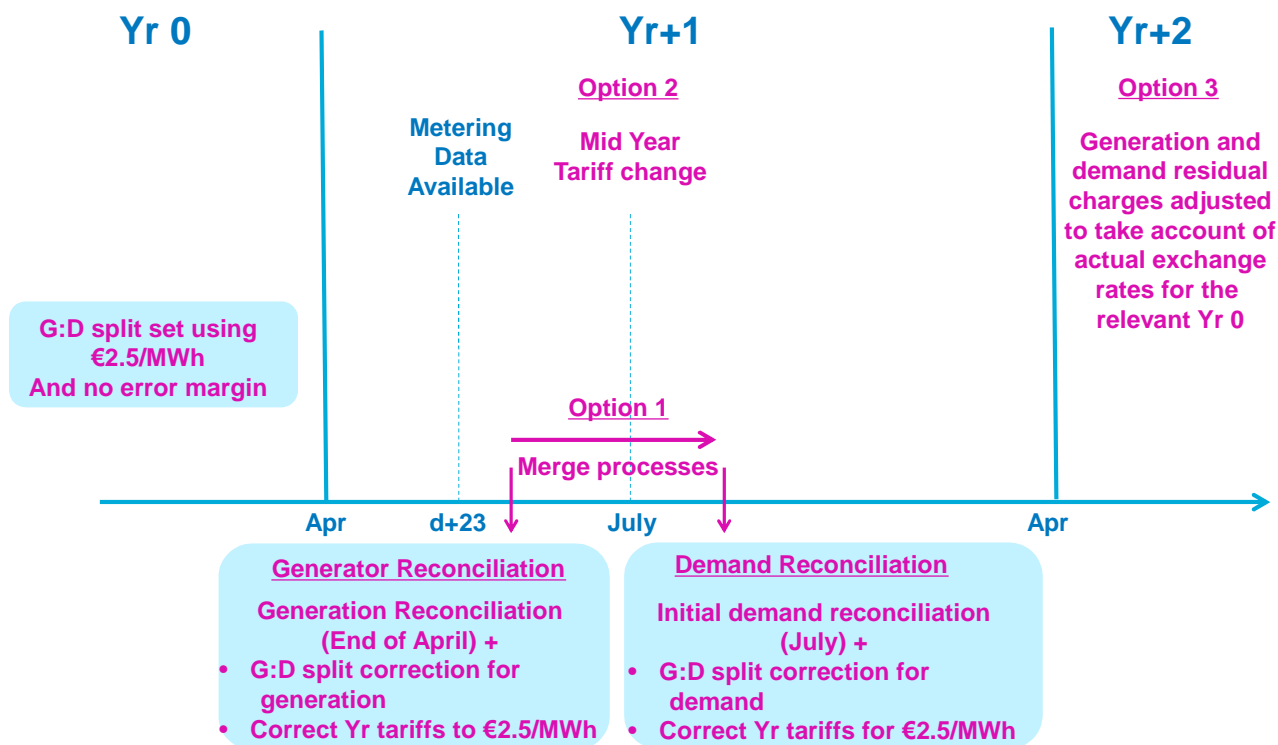 Yr 0
Yr+1
Yr+2
Option 2
Option 3
Metering
Data
Available
Mid Year
Tariff change
Generation and
demand residual
charges adjusted
to take account of
actual exchange
rates for the
relevant Yr 0
G:D split set using
€2.5/MWh
And no error margin
Option 1
Merge processes
Apr
d+23
July
Apr
Generator Reconciliation
Generation Reconciliation
(End of April) +
• G:D split correction for
generation
• Correct Yr tariffs to €2.5/MWh
Demand Reconciliation
Initial demand reconciliation
(July) +
• G:D split correction for
demand
• Correct Yr tariffs for €2.5/MWh